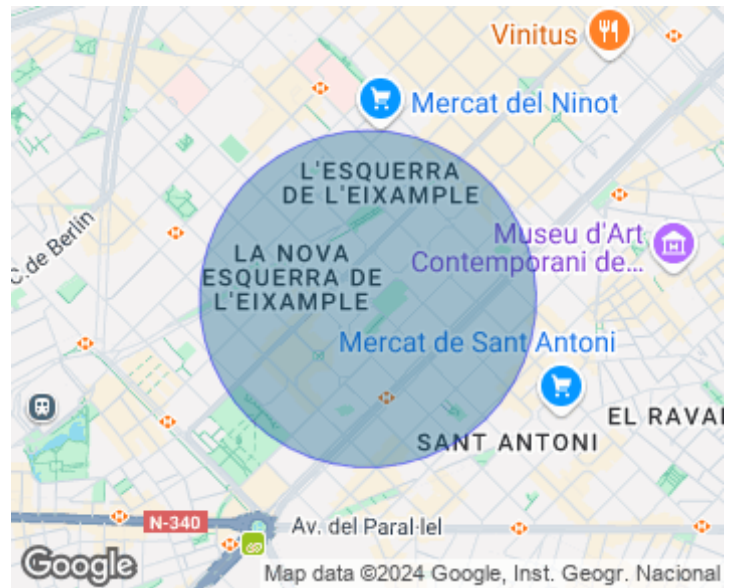 Vinitus
Mercat del Ninot
L'ESQUERRA
DE L'EIXAMPLE
LA NOVA
ESQUERRA DE
L'EIXAMPLE
C. de Berlin
Museu d'Art
Contemporani de...
Mercat de Sant Antoni
EL RAVAL
SANT ANTONI
N-340
Av. del Paral·lel
Google
Map data ©2024 Google, Inst. Geogr. Nacional